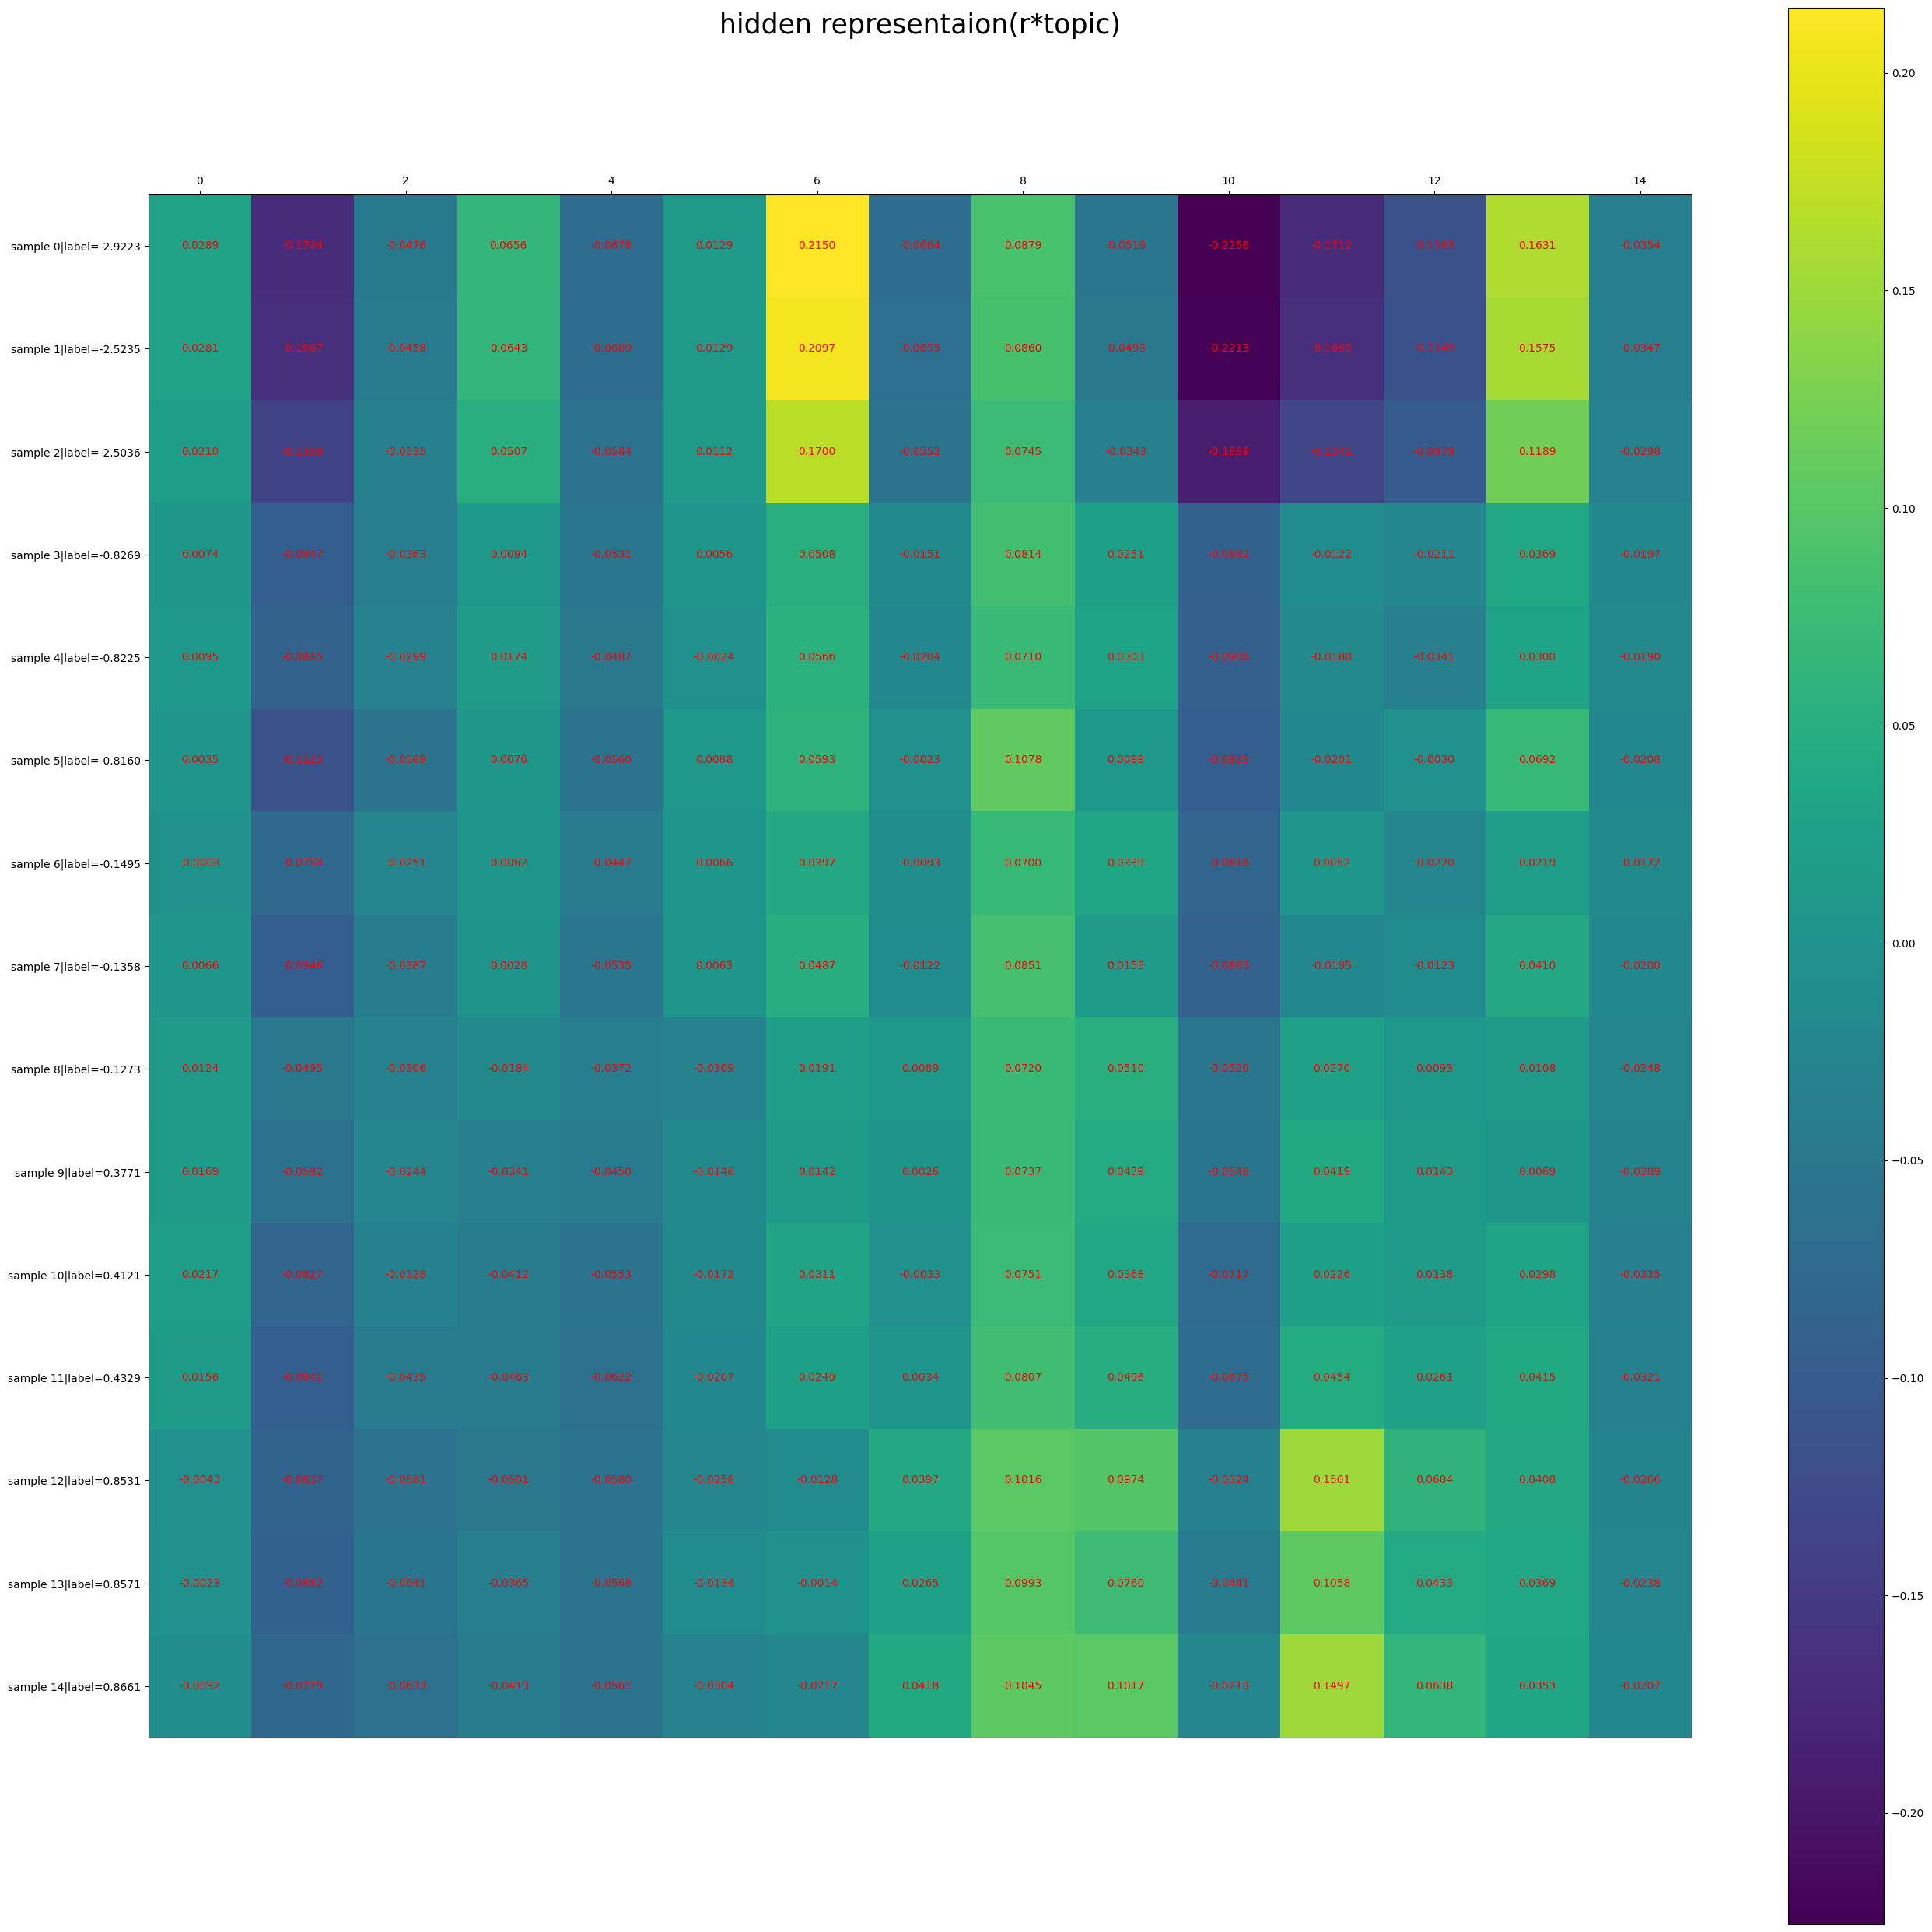 hidden representaion(r*topic)
0 2 4 6 8 10 12 14
sample 0|label=-2.9223 0.0289 -0.1704 -0.0476 0.0656 -0.0678 0.0129 0.2150 -0.0664 0.0879 -0.0519 -0.2256 -0.1712 0.1631 -0.0354
sample 1|label=-2.5235 0.0281 -0.1667 -0.0458 0.0643 -0.0669 0.0129 0.2097 -0.0655 0.0860 -0.0493 -0.2213 -0.1665 0.1575 -0.0347
sample 2|label=-2.5036 0.0210 -0.0335 0.0507 -0.0584 0.0112 0.1700 -0.0552 0.0745 -0.0343 -0.1889 0.1189 -0.0298
sample 3|label=-0.8269 0.0074 -0.0947 -0.0363 0.0094 -0.0531 0.0056 0.0508 -0.0151 0.0814 0.0251 -0.0882 -0.0122 -0.0211 0.0369 -0.0197
sample 4|label=-0.8225 0.0095 -0.0845 -0.0299 0.0174 -0.0487 -0.0024 0.0566 -0.0204 0.0710 0.0303 -0.0906 -0.0188 -0.0341 0.0300 -0.0190
sample 5|label=-0.8160 0.0035 -0.0569 0.0076 -0.0560 0.0088 0.0593 -0.0023 0.1078 0.0099 -0.0201 -0.0030 0.0692 -0.0208
sample 6|label=-0.1495 -0.0003 -0.0758 -0.0251 0.0062 -0.0447 0.0066 0.0397 -0.0093 0.0700 0.0339 -0.0816 0.0052 -0.0220 0.0219 -0.0172
sample 7|label=-0.1358 0.0066 -0.0946 -0.0387 0.0028 -0.0535 0.0063 0.0487 -0.0122 0.0851 0.0155 -0.0865 -0.0195 -0.0123 0.0410 -0.0200
sample 8|label=-0.1273 0.0124 -0.0495 -0.0306 -0.0184 -0.0372 -0.0309 0.0191 0.0089 0.0720 0.0510 -0.0520 0.0270 0.0093 0.0108 -0.0248
sample 9|label=0.3771 0.0169 -0.0592 -0.0244 -0.0341 -0.0450 -0.0146 0.0142 0.0026 0.0737 0.0439 -0.0546 0.0419 0.0143 0.0069 -0.0289
sample 10|label=0.4121 0.0217 -0.0827 -0.0328 -0.0412 -0.0553 -0.0172 0.0311 -0.0033 0.0751 0.0368 -0.0717 0.0226 0.0138 0.0298 -0.0335
sample 11|label=0.4329 0.0156 -0.0941 -0.0435 -0.0463 -0.0622 -0.0207 0.0249 0.0034 0.0807 0.0496 -0.0675 0.0454 0.0261 0.0415 -0.0321
sample 12|label=0.8531 -0.0043 -0.0837 -0.0581 -0.0501 -0.0580 -0.0258 -0.0128 0.0397 0.1016 0.0974 -0.0324 0.1501 0.0604 0.0408 -0.0266
sample 13|label=0.8571 -0.0023 -0.0882 -0.0541 -0.0365 -0.0568 -0.0134 -0.0014 0.0265 0.0993 0.0760 -0.0441 0.1058 0.0433 0.0369 -0.0238
sample 14|label=0.8661 -0.0092 -0.0779 -0.0633 -0.0413 -0.0561 -0.0304 -0.0217 0.0418 0.1045 0.1017 -0.0213 0.1497 0.0638 0.0353 -0.0207
0.20
0.15
0.10
0.05
0.00
−0.05
−0.10
−0.15
−0.20